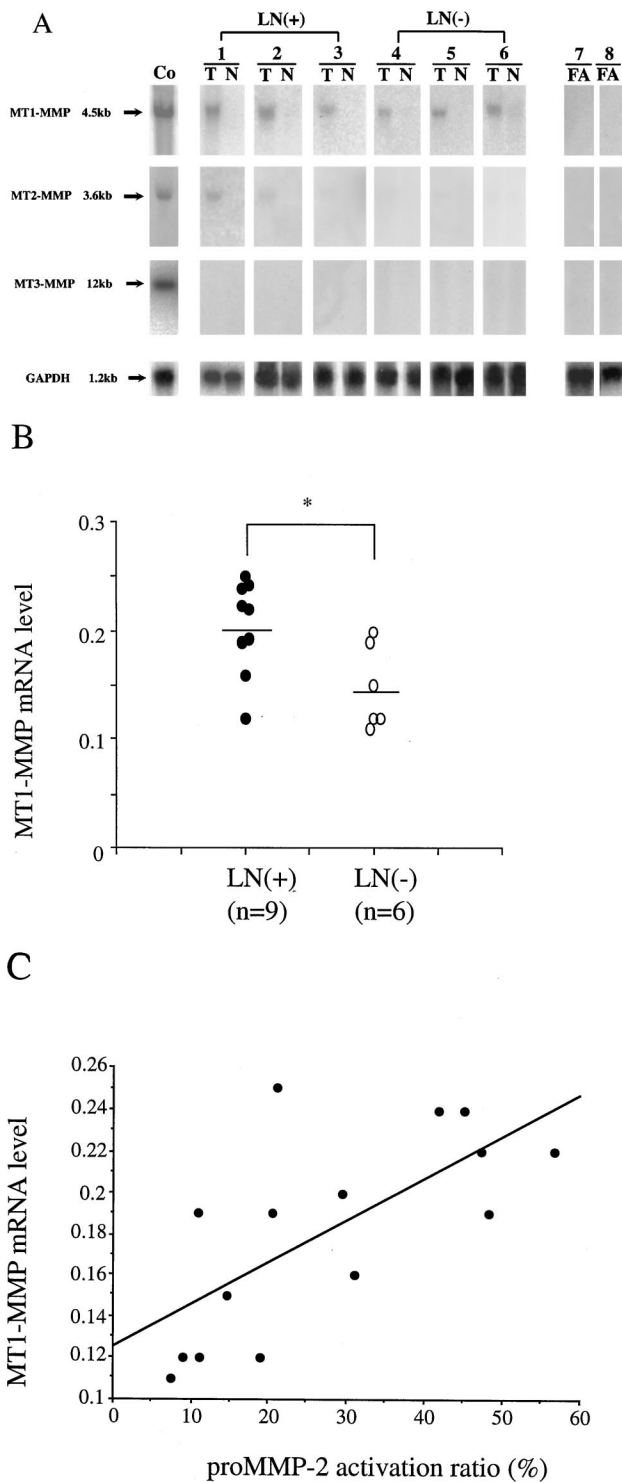 A
LN(+) LN(-)
1 2 3 4 5 6 7 8
Co T N T N T N T N T N T N FA FA
MT1-MMP 4.5kb
MT2-MMP 3.6kb
MT3-MMP 12kb
GAPDH 1.2kb
B
*
0.3
0.2
0.1
0
MT1-MMP mRNA level
LN(+) LN(-)
(n=9) (n=6)
C
0.26
0.24
0.22
0.2
0.18
0.16
0.14
0.12
0.1
MT1-MMP mRNA level
0 10 20 30 40 50 60
proMMP-2 activation ratio (%)